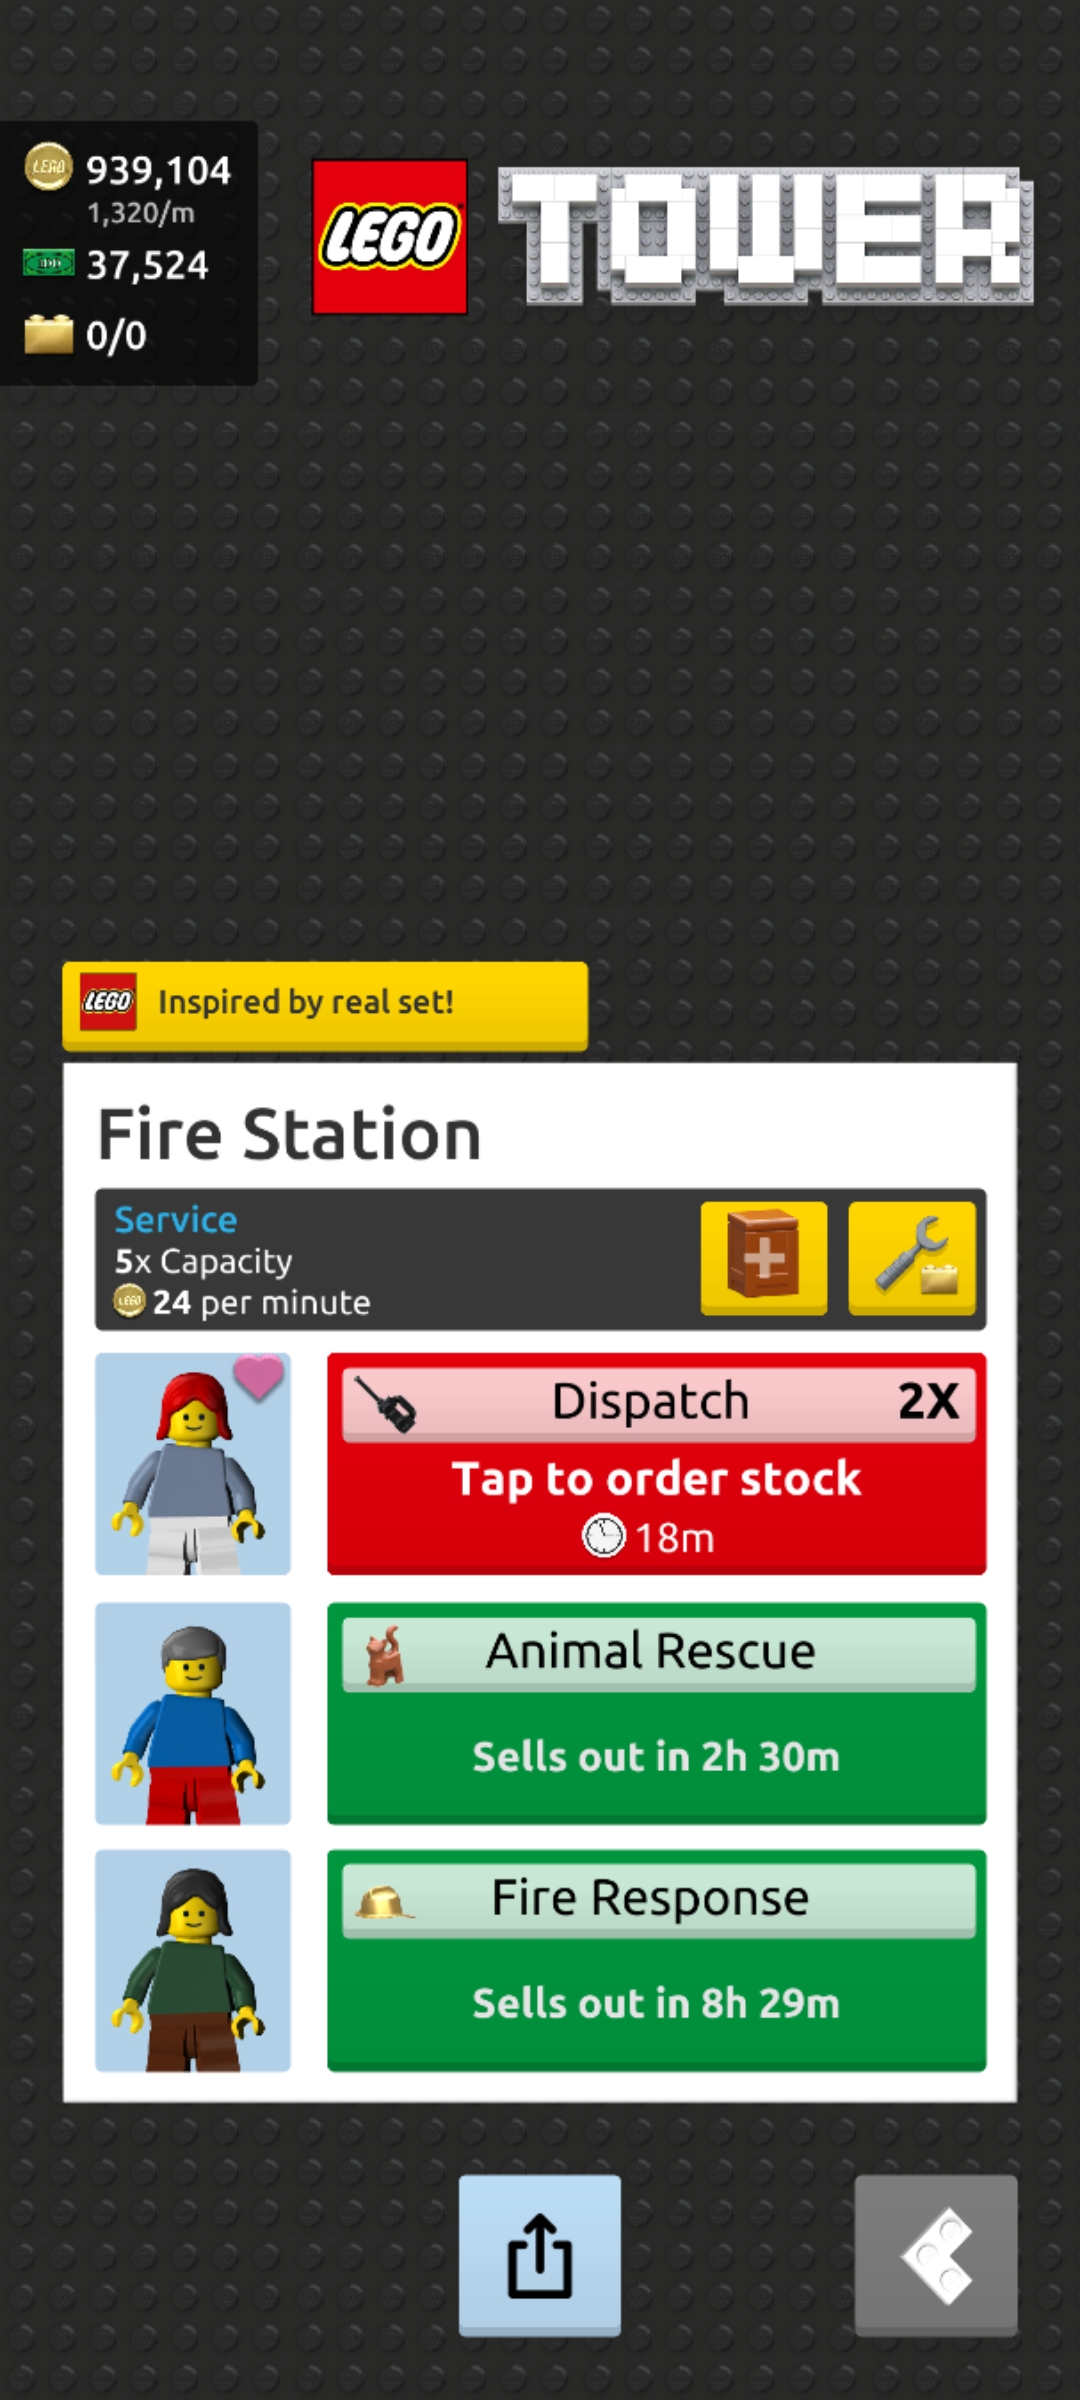 LEGO 939,104
1,320/m
37,524
0/0
LEGO
TOWER
LEGO Inspired by real set!
Fire Station
Service
5x Capacity
LEGO 24 per minute
Dispatch 2X
Tap to order stock
18m
Animal Rescue
Sells out in 2h 30m
Fire Response
Sells out in 8h 29m